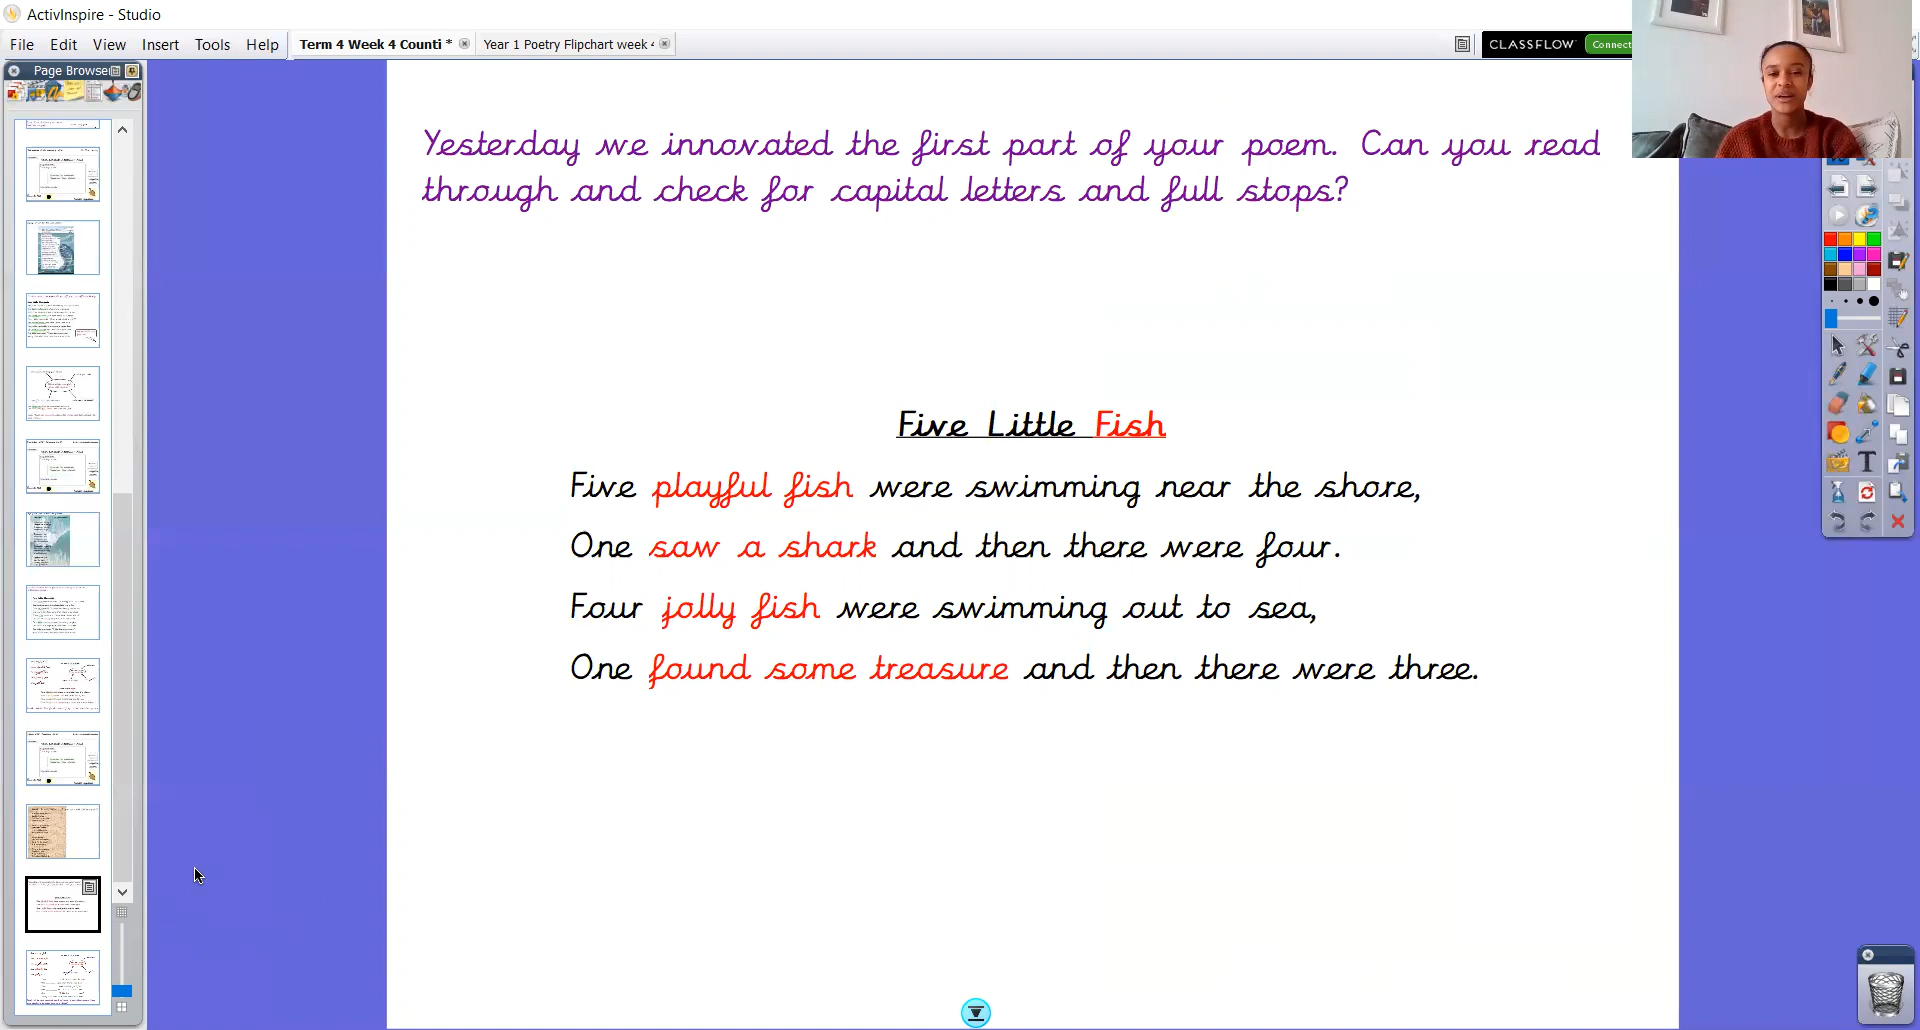 ActivInspire - Studio
File Edit View Insert Tools Help
Term 4 Week 4 Counti *
Year 1 Poetry Flipchart week 4
CLASSFLOW
Connect
Page Browser
Yesterday we innovated the first part of your poem. Can you read
through and check for capital letters and full stops?
Five Little Fish
Five playful fish were swimming near the shore,
One saw a shark and then there were four.
Four jolly fish were swimming out to sea,
One found some treasure and then there were three.